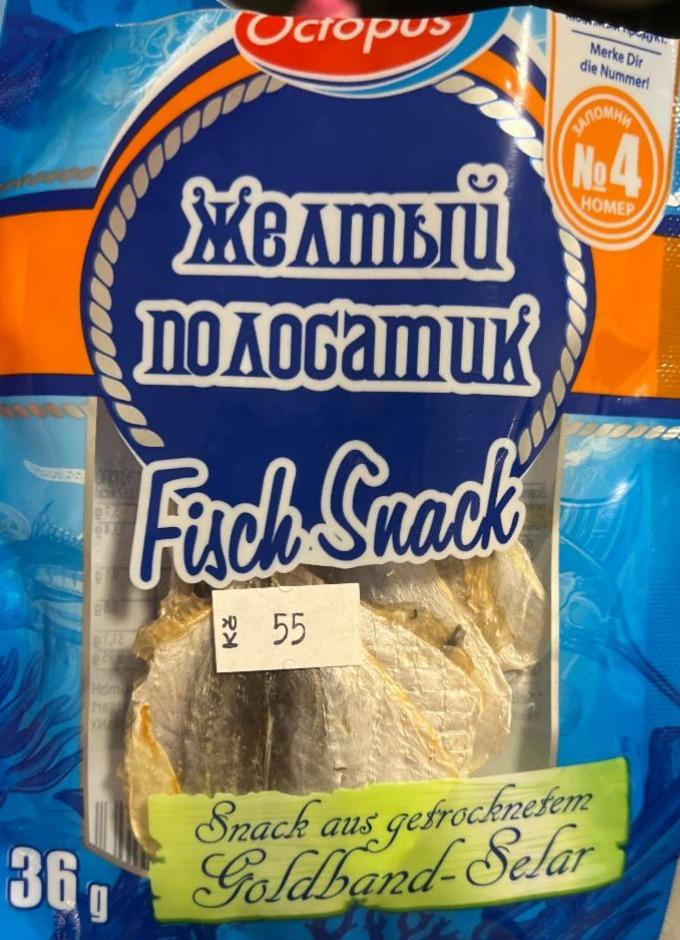 Octopus
Merke Dir
die Nummer!
ЗАПОМНИ
№4
НОМЕР
Желтый
полосатик
Fisch Snack
Kč 55
Snack aus getrocknetem
Goldband-Selar
36 g